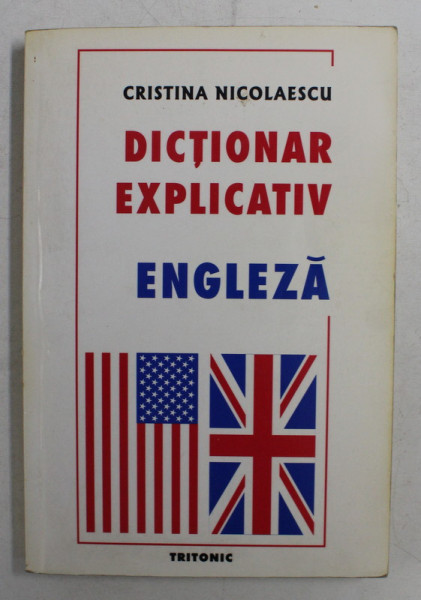 CRISTINA NICOLAESCU
DICȚIONAR
EXPLICATIV
ENGLEZĂ
TRITONIC